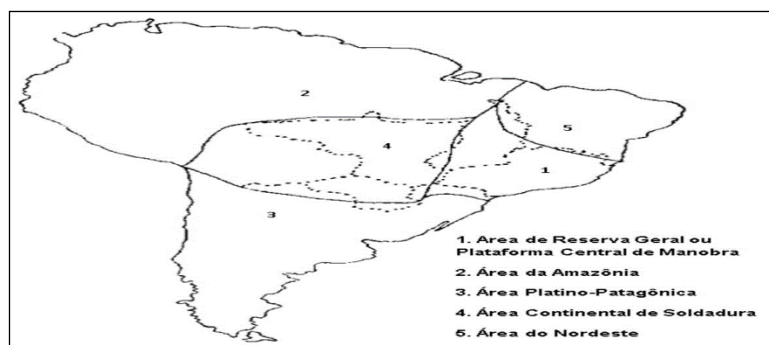 2
5
4
1
3
1. Area de Reserva Geral ou
Plataforma Central de Manobra
2. Área da Amazônia
3. Área Platino-Patagônica
4. Área Continental de Soldadura
5. Área do Nordeste